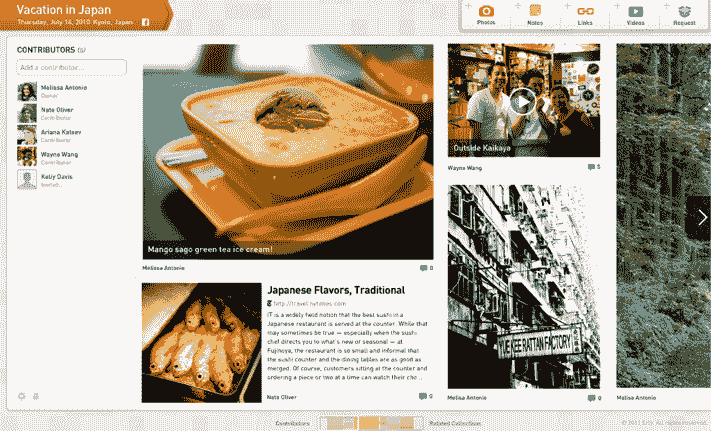 Vacation in Japan
Thursday, July 14, 2010 Kyoto, Japan
Photos
Notes
Links
Videos
Request
CONTRIBUTORS (5)
Add a contributor...
Melissa Antonio
Owner
Nate Oliver
Contributor
Ariana Katsev
Contributor
Wayne Wang
Contributor
Kelly Davis
Invited...
Mango sago green tea ice cream!
Melissa Antonio
Outside Kaikaya
Wayne Wang
5
Japanese Flavors, Traditional
http://travel.nytimes.com
IT is a widely held notion that the best sushi in a
Japanese restaurant is served at the counter. While that
may sometimes be true — especially when the sushi
chef directs you to what's new or seasonal — at
Fujinoya, the restaurant is so small and informal that
the sushi counter and the dining tables are as good as
merged. Of course, customers sitting at the counter and
ordering a piece or two at a time can watch their che...
Nate Oliver
YUE KEE RATTAN FACTORY
Melissa Antonio
Melissa Antonio
Contributors
Related Collections
© 2011 Erly. All rights reserved.